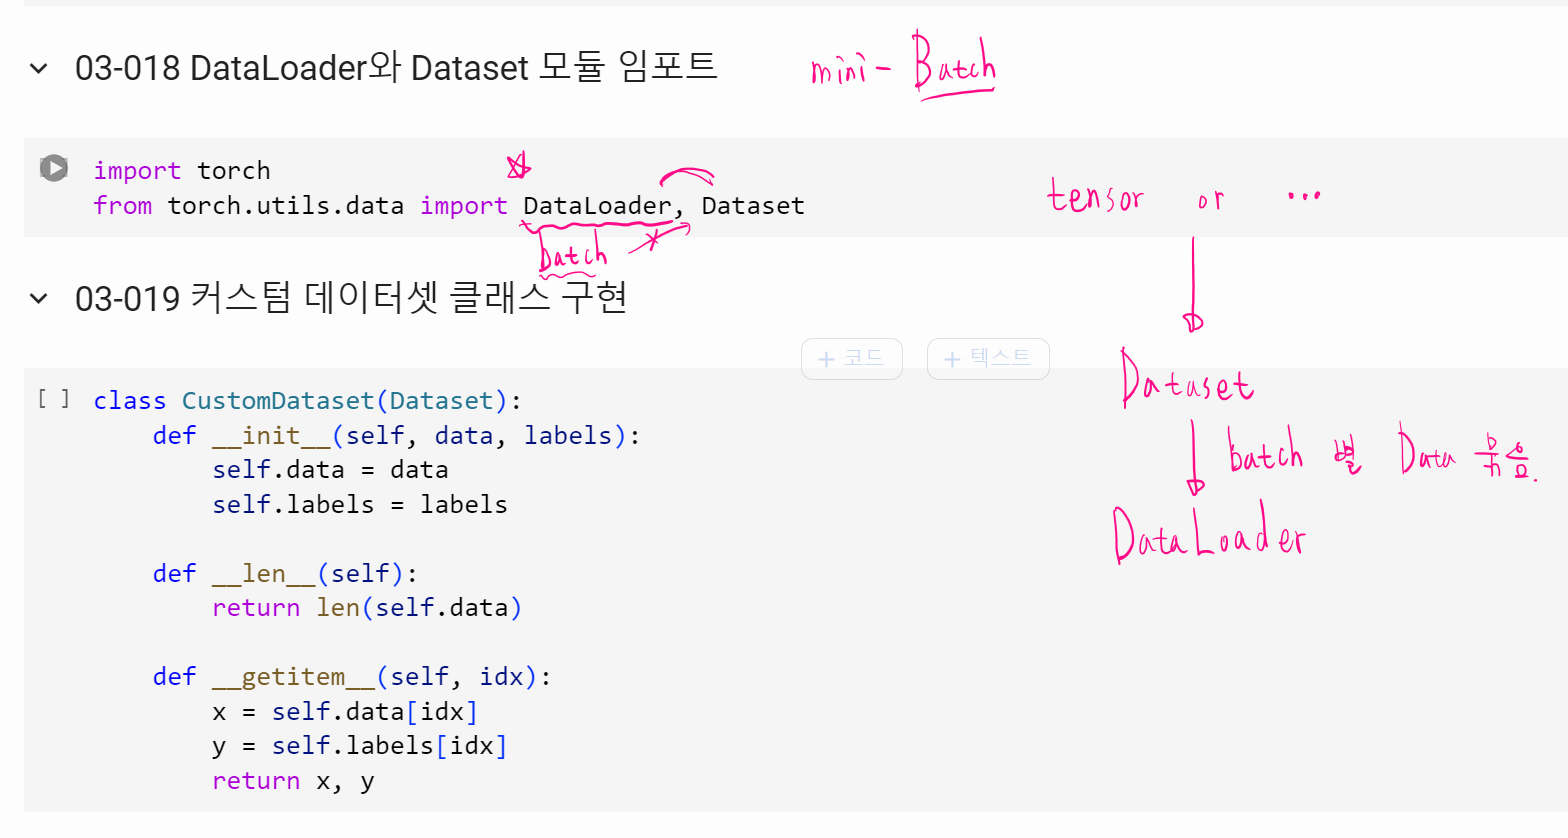 03-018 DataLoader와 Dataset 모듈 임포트
mini - Batch
import torch
from torch.utils.data import DataLoader, Dataset
Batch
tensor or ...
03-019 커스텀 데이터셋 클래스 구현
+ 코드
+ 텍스트
Dataset
batch 별 Data 묶음.
DataLoader
[ ]
class CustomDataset(Dataset):
    def __init__(self, data, labels):
        self.data = data
        self.labels = labels
    def __len__(self):
        return len(self.data)
    def __getitem__(self, idx):
        x = self.data[idx]
        y = self.labels[idx]
        return x, y